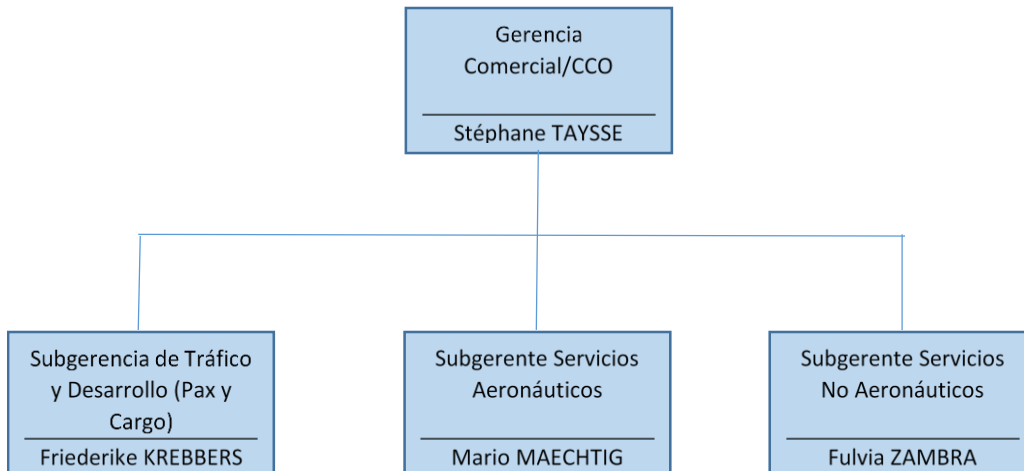 Gerencia
Comercial/CCO
Stéphane TAYSSE
Subgerencia de Tráfico
y Desarrollo (Pax y
Cargo)
Friederike KREBBERS
Subgerente Servicios
Aeronáuticos
Mario MAECHTIG
Subgerente Servicios
No Aeronáuticos
Fulvia ZAMBRA